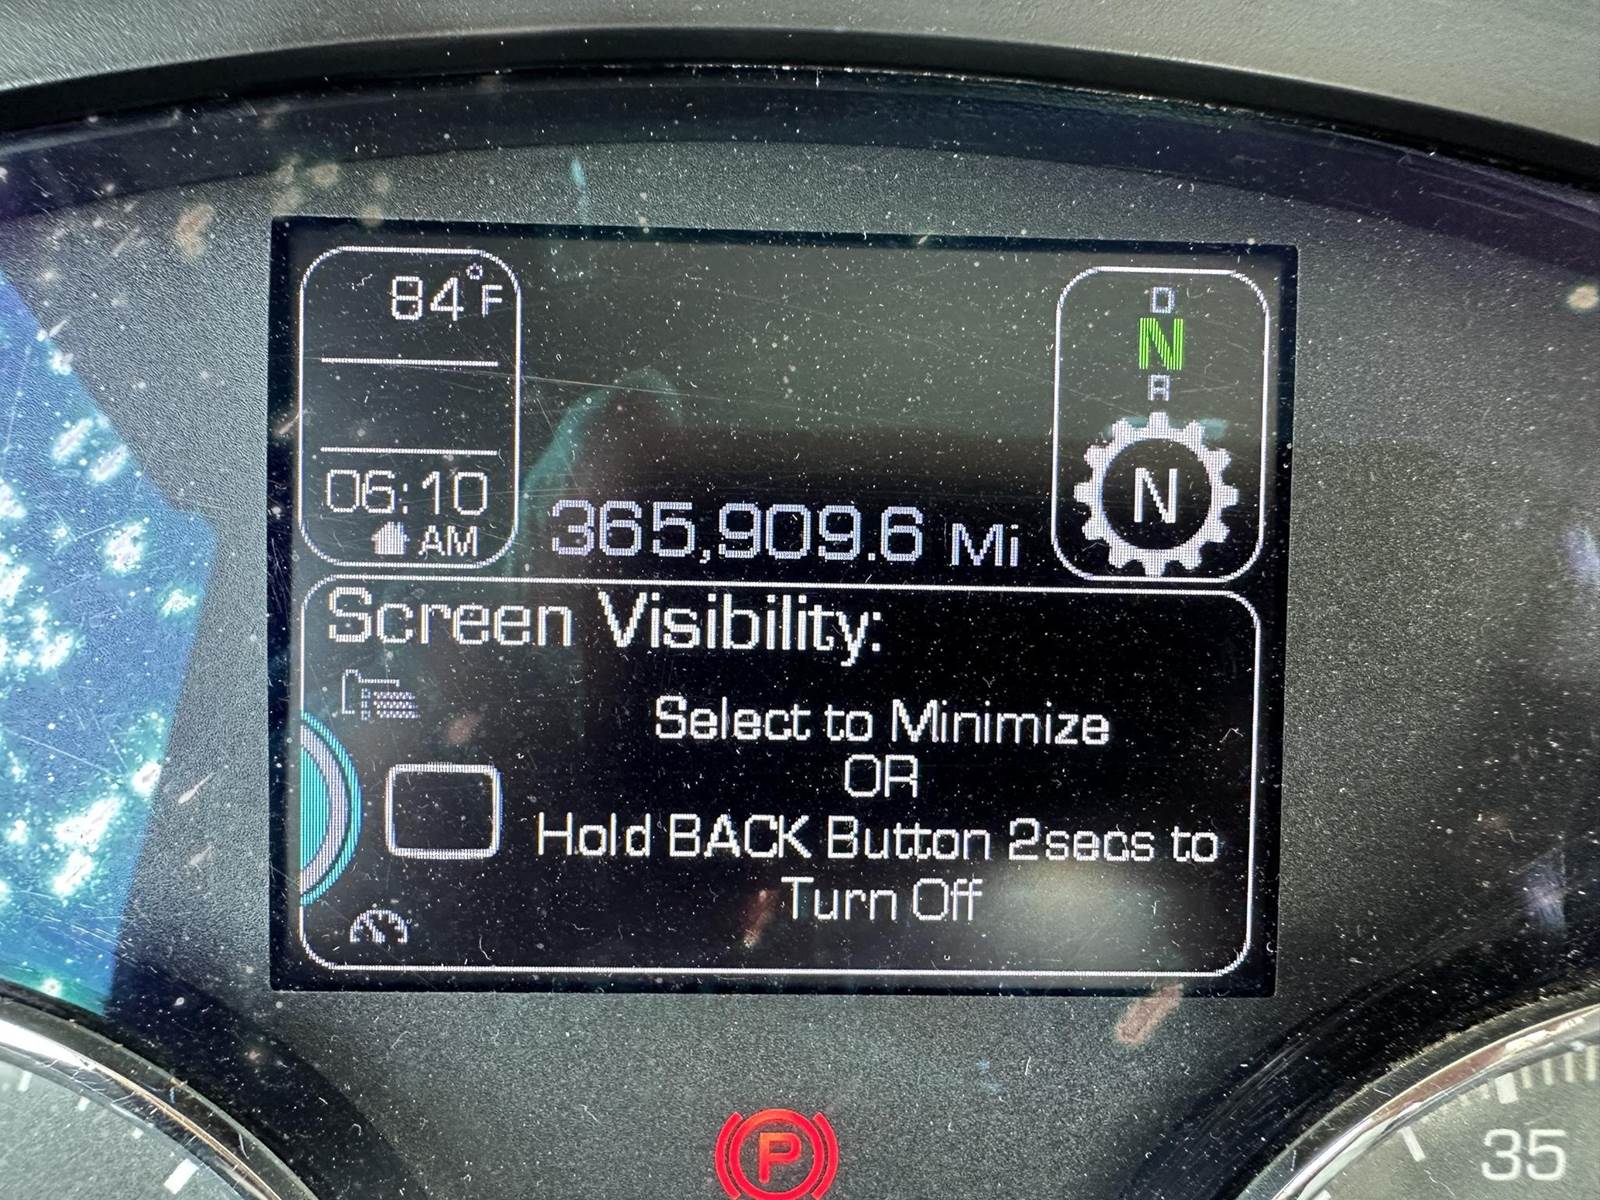 84°F
06:10
AM
365,909.6 Mi
D
N
R
N
Screen Visibility:
Select to Minimize
OR
Hold BACK Button 2secs to
Turn Off
P
35